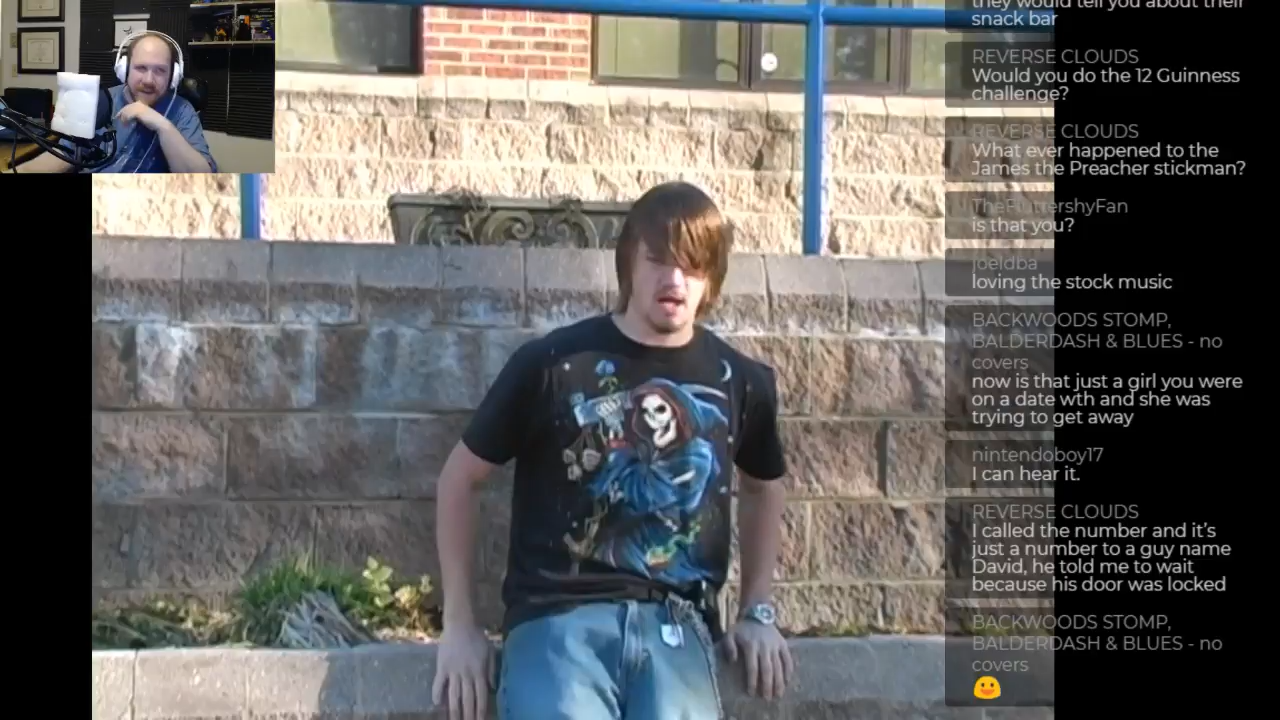 they would tell you about their
snack bar
REVERSE CLOUDS
Would you do the 12 Guinness
challenge?
REVERSE CLOUDS
What ever happened to the
James the Preacher stickman?
TheFluttershyFan
is that you?
joeldba
loving the stock music
BACKWOODS STOMP,
BALDERDASH & BLUES - no
covers
now is that just a girl you were
on a date wth and she was
trying to get away
nintendoboy17
I can hear it.
REVERSE CLOUDS
I called the number and it's
just a number to a guy name
David, he told me to wait
because his door was locked
BACKWOODS STOMP,
BALDERDASH & BLUES - no
covers